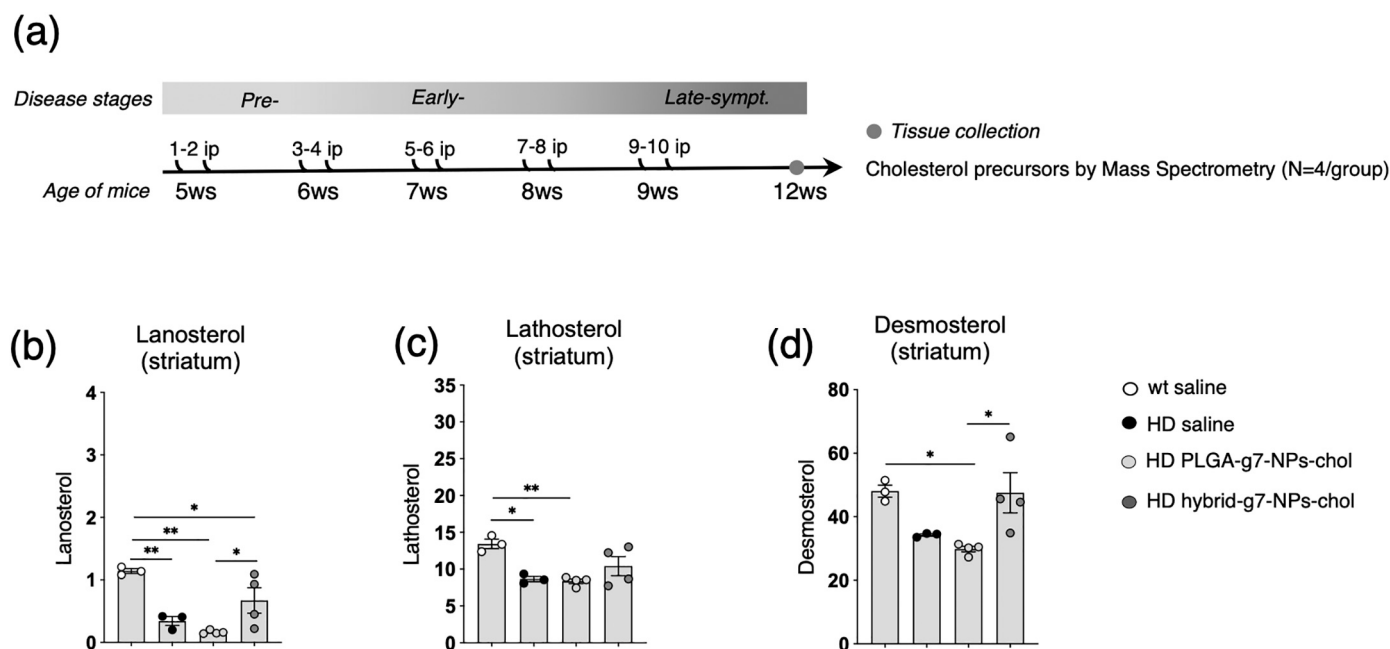 (a)
Disease stages
Pre-
Early-
Late-sympt.
Tissue collection
1-2 ip
3-4 ip
5-6 ip
7-8 ip
9-10 ip
Cholesterol precursors by Mass Spectrometry (N=4/group)
Age of mice
5ws
6ws
7ws
8ws
9ws
12ws
(b)
Lanosterol
(striatum)
Lanosterol
4
3
2
1
0
*
**
**
*
(c)
Lathosterol
(striatum)
Lathosterol
35
30
25
20
15
10
5
0
**
*
(d)
Desmosterol
(striatum)
Desmosterol
80
60
40
20
0
*
*
wt saline
HD saline
HD PLGA-g7-NPs-chol
HD hybrid-g7-NPs-chol